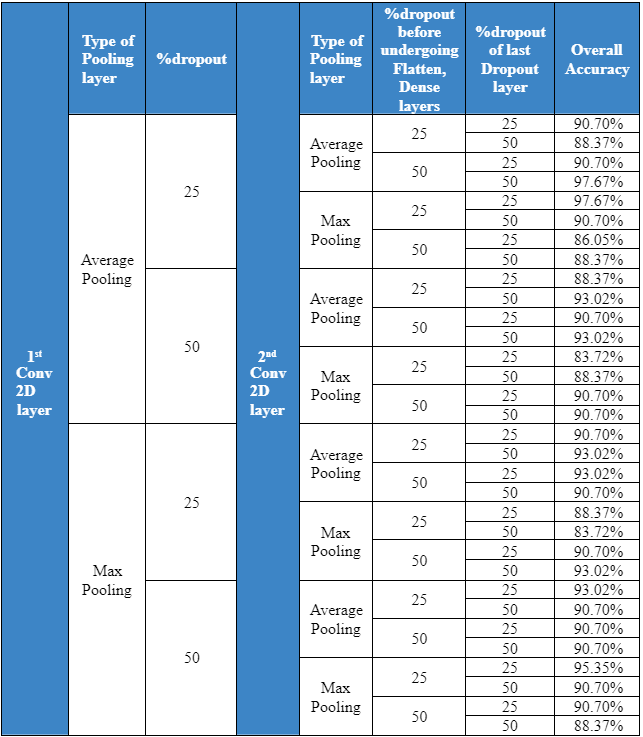 Type of Pooling layer
%dropout
Type of Pooling layer
%dropout before undergoing Flatten, Dense layers
%dropout of last Dropout layer
Overall Accuracy
1st Conv 2D layer
Average Pooling
25
2nd Conv 2D layer
Average Pooling
25
25 90.70%
50 88.37%
50
25 90.70%
50 97.67%
Max Pooling
25
25 97.67%
50 90.70%
50
25 86.05%
50 88.37%
50
Average Pooling
25
25 88.37%
50 93.02%
50
25 90.70%
50 93.02%
Max Pooling
25
25 83.72%
50 88.37%
50
25 90.70%
50 90.70%
Max Pooling
25
Average Pooling
25
25 90.70%
50 93.02%
50
25 93.02%
50 90.70%
Max Pooling
25
25 88.37%
50 83.72%
50
25 90.70%
50 93.02%
50
Average Pooling
25
25 93.02%
50 90.70%
50
25 90.70%
50 90.70%
Max Pooling
25
25 95.35%
50 90.70%
50
25 90.70%
50 88.37%